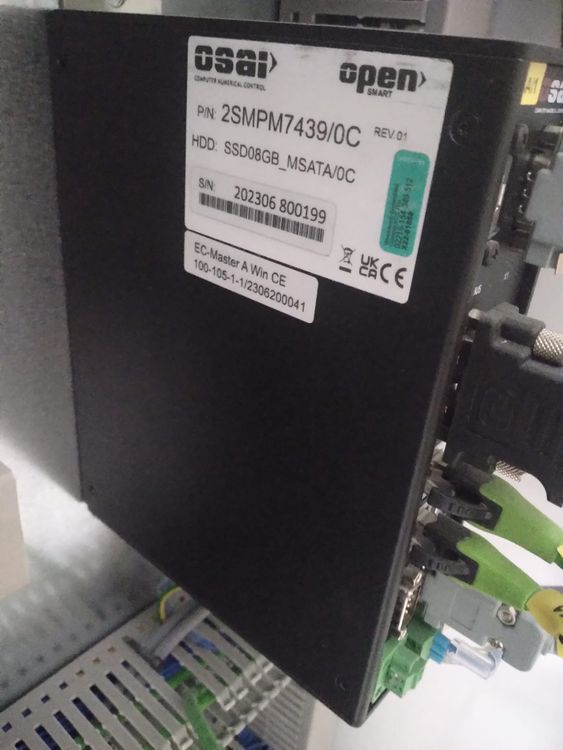 osai
COMPUTER NUMERICAL CONTROL
open
SMART
P/N: 2SMPM7439/0C REV.01
HDD: SSD08GB_MSATA/0C
S/N:
202306 800199
UK
CA CE
EC-Master A Win CE
100-105-1-1/2306200041